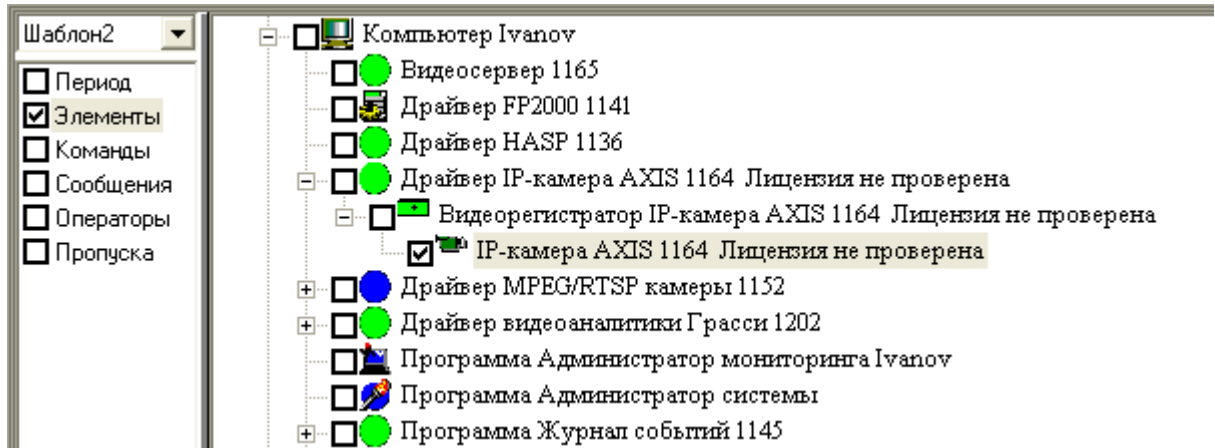 Шаблон2
Период
Элементы
Команды
Сообщения
Операторы
Пропуска
Компьютер Ivanov
Видеосервер 1165
Драйвер FP2000 1141
Драйвер HASP 1136
Драйвер IP-камера AXIS 1164 Лицензия не проверена
Видеорегистратор IP-камера AXIS 1164 Лицензия не проверена
IP-камера AXIS 1164 Лицензия не проверена
Драйвер MPEG/RTSP камеры 1152
Драйвер видеоаналитики Грасси 1202
Программа Администратор мониторинга Ivanov
Программа Администратор системы
Программа Журнал событий 1145